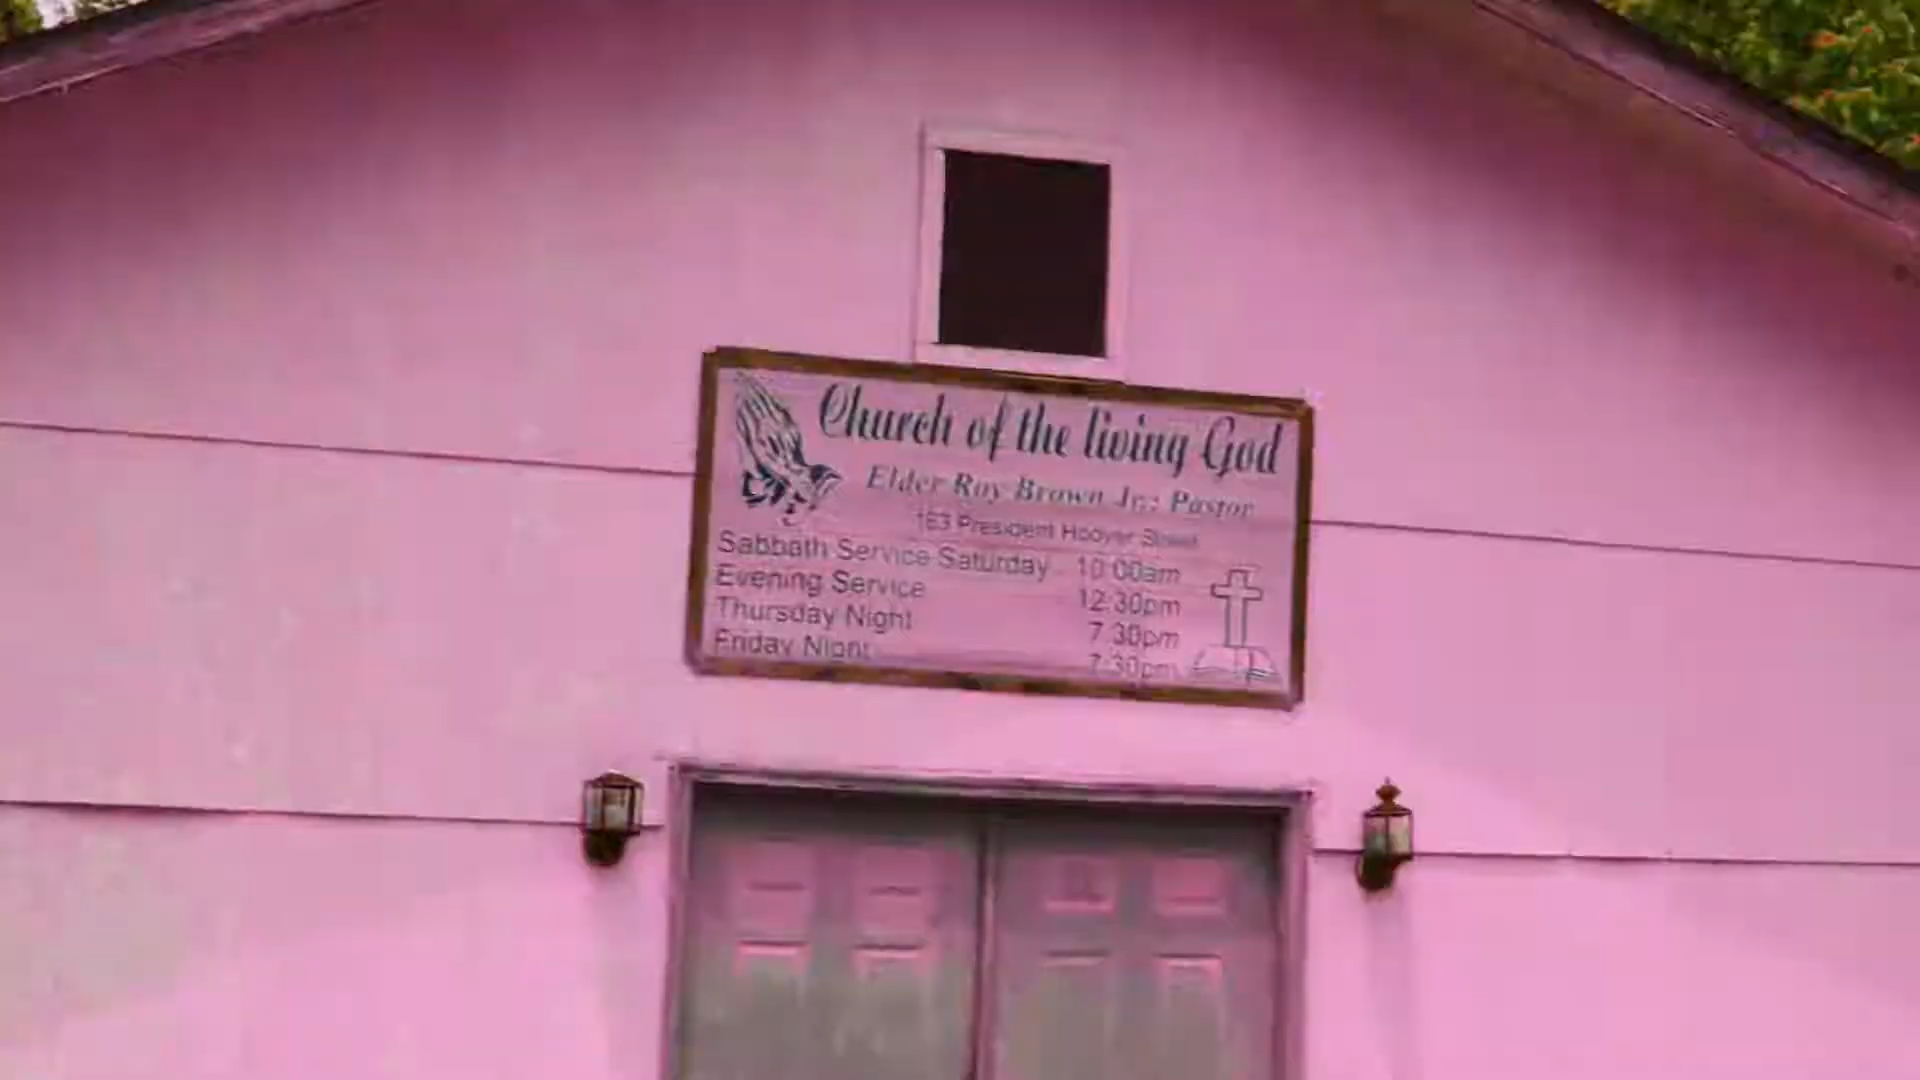 Church of the living God
Elder Roy Brown Jr.: Pastor
163 President Hoover Street
Sabbath Service Saturday 10:00am
Evening Service 12:30pm
Thursday Night 7:30pm
Friday Night 7:30pm